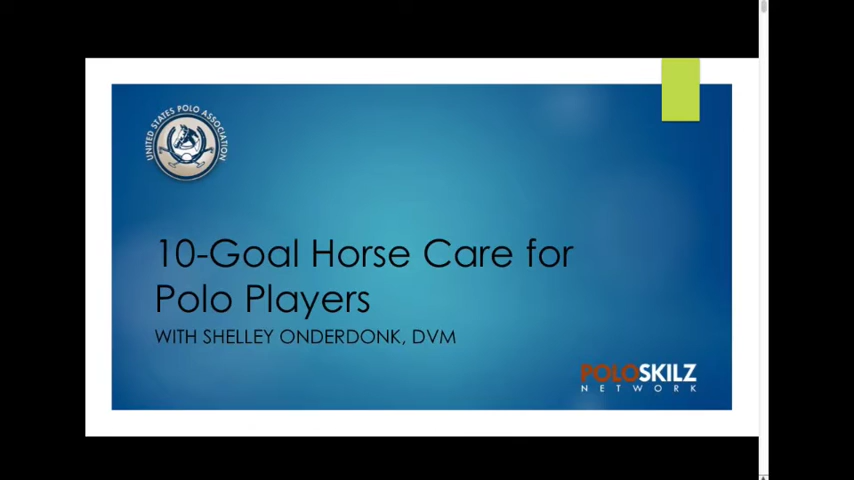 UNITED STATES POLO ASSOCIATION
10-Goal Horse Care for
Polo Players
WITH SHELLEY ONDERDONK, DVM
POLOSKILZ
NETWORK